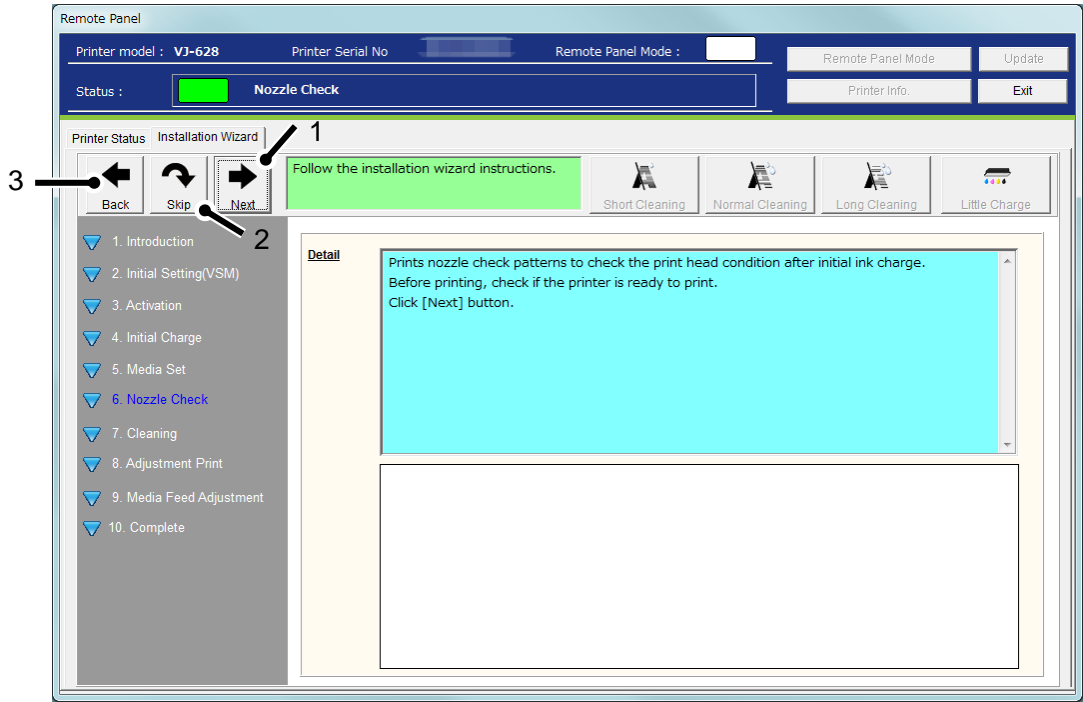 Remote Panel
Printer model : VJ-628 Printer Serial No Remote Panel Mode : Remote Panel Mode Update
Status : Nozzle Check Printer Info. Exit
Printer Status Installation Wizard 1
3 Back Skip Next Follow the installation wizard instructions. Short Cleaning Normal Cleaning Long Cleaning Little Charge
2
1. Introduction
2. Initial Setting(VSM)
3. Activation
4. Initial Charge
5. Media Set
6. Nozzle Check
7. Cleaning
8. Adjustment Print
9. Media Feed Adjustment
10. Complete
Detail
Prints nozzle check patterns to check the print head condition after initial ink charge.
Before printing, check if the printer is ready to print.
Click [Next] button.